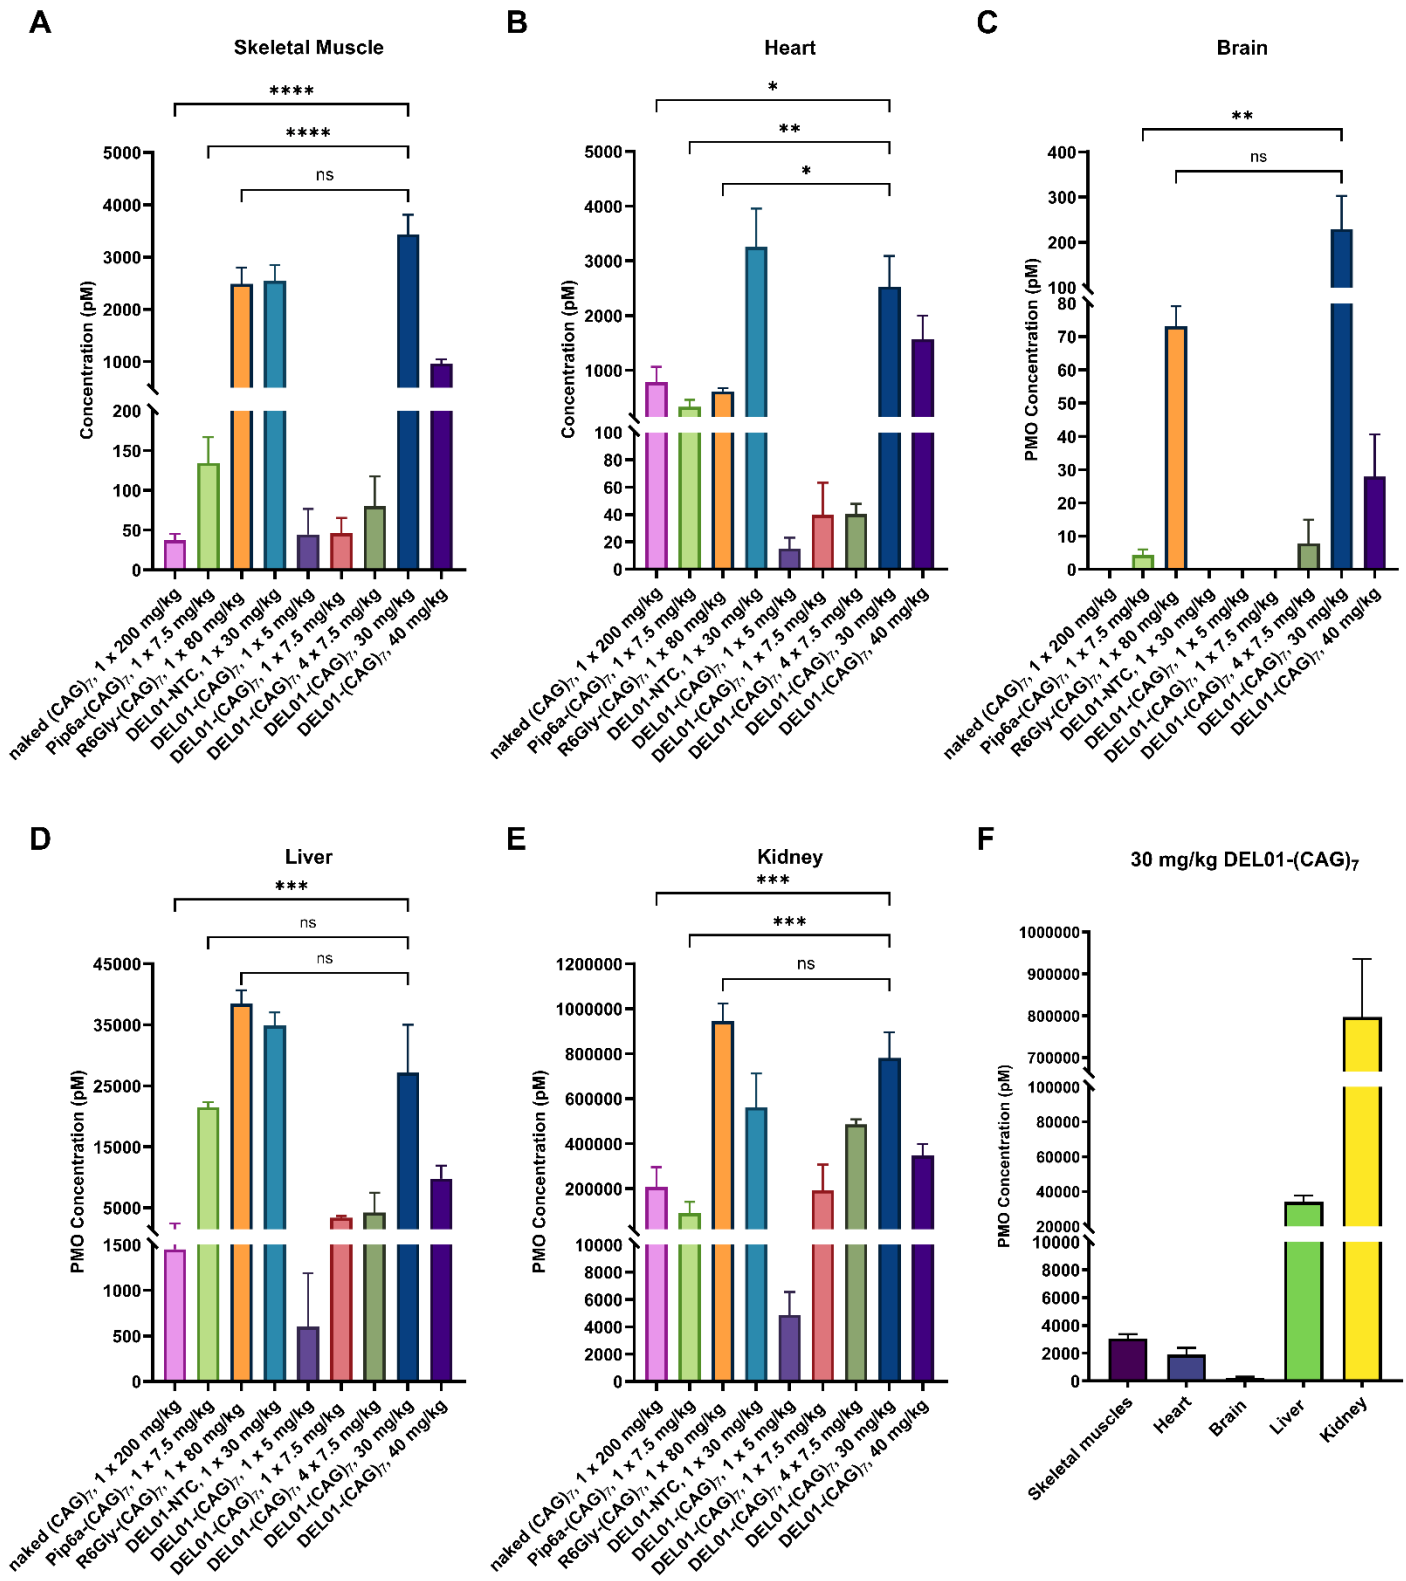 A
Skeletal Muscle
****
****
ns
Concentration (pM)
5000
4000
3000
2000
1000
200
150
100
50
0
naked (CAG)₇, 1 x 200 mg/kg
Pip6a-(CAG)₇, 1 x 7.5 mg/kg
R6Gly-(CAG)₇, 1 x 80 mg/kg
DEL01-NTC, 1 x 30 mg/kg
DEL01-(CAG)₇, 1 x 5 mg/kg
DEL01-(CAG)₇, 1 x 7.5 mg/kg
DEL01-(CAG)₇, 4 x 7.5 mg/kg
DEL01-(CAG)₇, 30 mg/kg
DEL01-(CAG)₇, 40 mg/kg
B
Heart
*
**
*
Concentration (pM)
5000
4000
3000
2000
1000
100
80
60
40
20
0
naked (CAG)₇, 1 x 200 mg/kg
Pip6a-(CAG)₇, 1 x 7.5 mg/kg
R6Gly-(CAG)₇, 1 x 80 mg/kg
DEL01-NTC, 1 x 30 mg/kg
DEL01-(CAG)₇, 1 x 5 mg/kg
DEL01-(CAG)₇, 1 x 7.5 mg/kg
DEL01-(CAG)₇, 4 x 7.5 mg/kg
DEL01-(CAG)₇, 30 mg/kg
DEL01-(CAG)₇, 40 mg/kg
C
Brain
**
ns
PMO Concentration (pM)
400
300
200
100
80
70
60
50
40
30
20
10
0
naked (CAG)₇, 1 x 200 mg/kg
Pip6a-(CAG)₇, 1 x 7.5 mg/kg
R6Gly-(CAG)₇, 1 x 80 mg/kg
DEL01-NTC, 1 x 30 mg/kg
DEL01-(CAG)₇, 1 x 5 mg/kg
DEL01-(CAG)₇, 1 x 7.5 mg/kg
DEL01-(CAG)₇, 4 x 7.5 mg/kg
DEL01-(CAG)₇, 30 mg/kg
DEL01-(CAG)₇, 40 mg/kg
D
Liver
***
ns
ns
PMO Concentration (pM)
45000
35000
25000
15000
5000
1500
1000
500
0
naked (CAG)₇, 1 x 200 mg/kg
Pip6a-(CAG)₇, 1 x 7.5 mg/kg
R6Gly-(CAG)₇, 1 x 80 mg/kg
DEL01-NTC, 1 x 30 mg/kg
DEL01-(CAG)₇, 1 x 5 mg/kg
DEL01-(CAG)₇, 1 x 7.5 mg/kg
DEL01-(CAG)₇, 4 x 7.5 mg/kg
DEL01-(CAG)₇, 30 mg/kg
DEL01-(CAG)₇, 40 mg/kg
E
Kidney
***
***
ns
PMO Concentration (pM)
1200000
1000000
800000
600000
400000
200000
10000
8000
6000
4000
2000
0
naked (CAG)₇, 1 x 200 mg/kg
Pip6a-(CAG)₇, 1 x 7.5 mg/kg
R6Gly-(CAG)₇, 1 x 80 mg/kg
DEL01-NTC, 1 x 30 mg/kg
DEL01-(CAG)₇, 1 x 5 mg/kg
DEL01-(CAG)₇, 1 x 7.5 mg/kg
DEL01-(CAG)₇, 4 x 7.5 mg/kg
DEL01-(CAG)₇, 30 mg/kg
DEL01-(CAG)₇, 40 mg/kg
F
30 mg/kg DEL01-(CAG)₇
PMO Concentration (pM)
1000000
900000
800000
700000
100000
80000
60000
40000
20000
10000
8000
6000
4000
2000
0
Skeletal muscles
Heart
Brain
Liver
Kidney